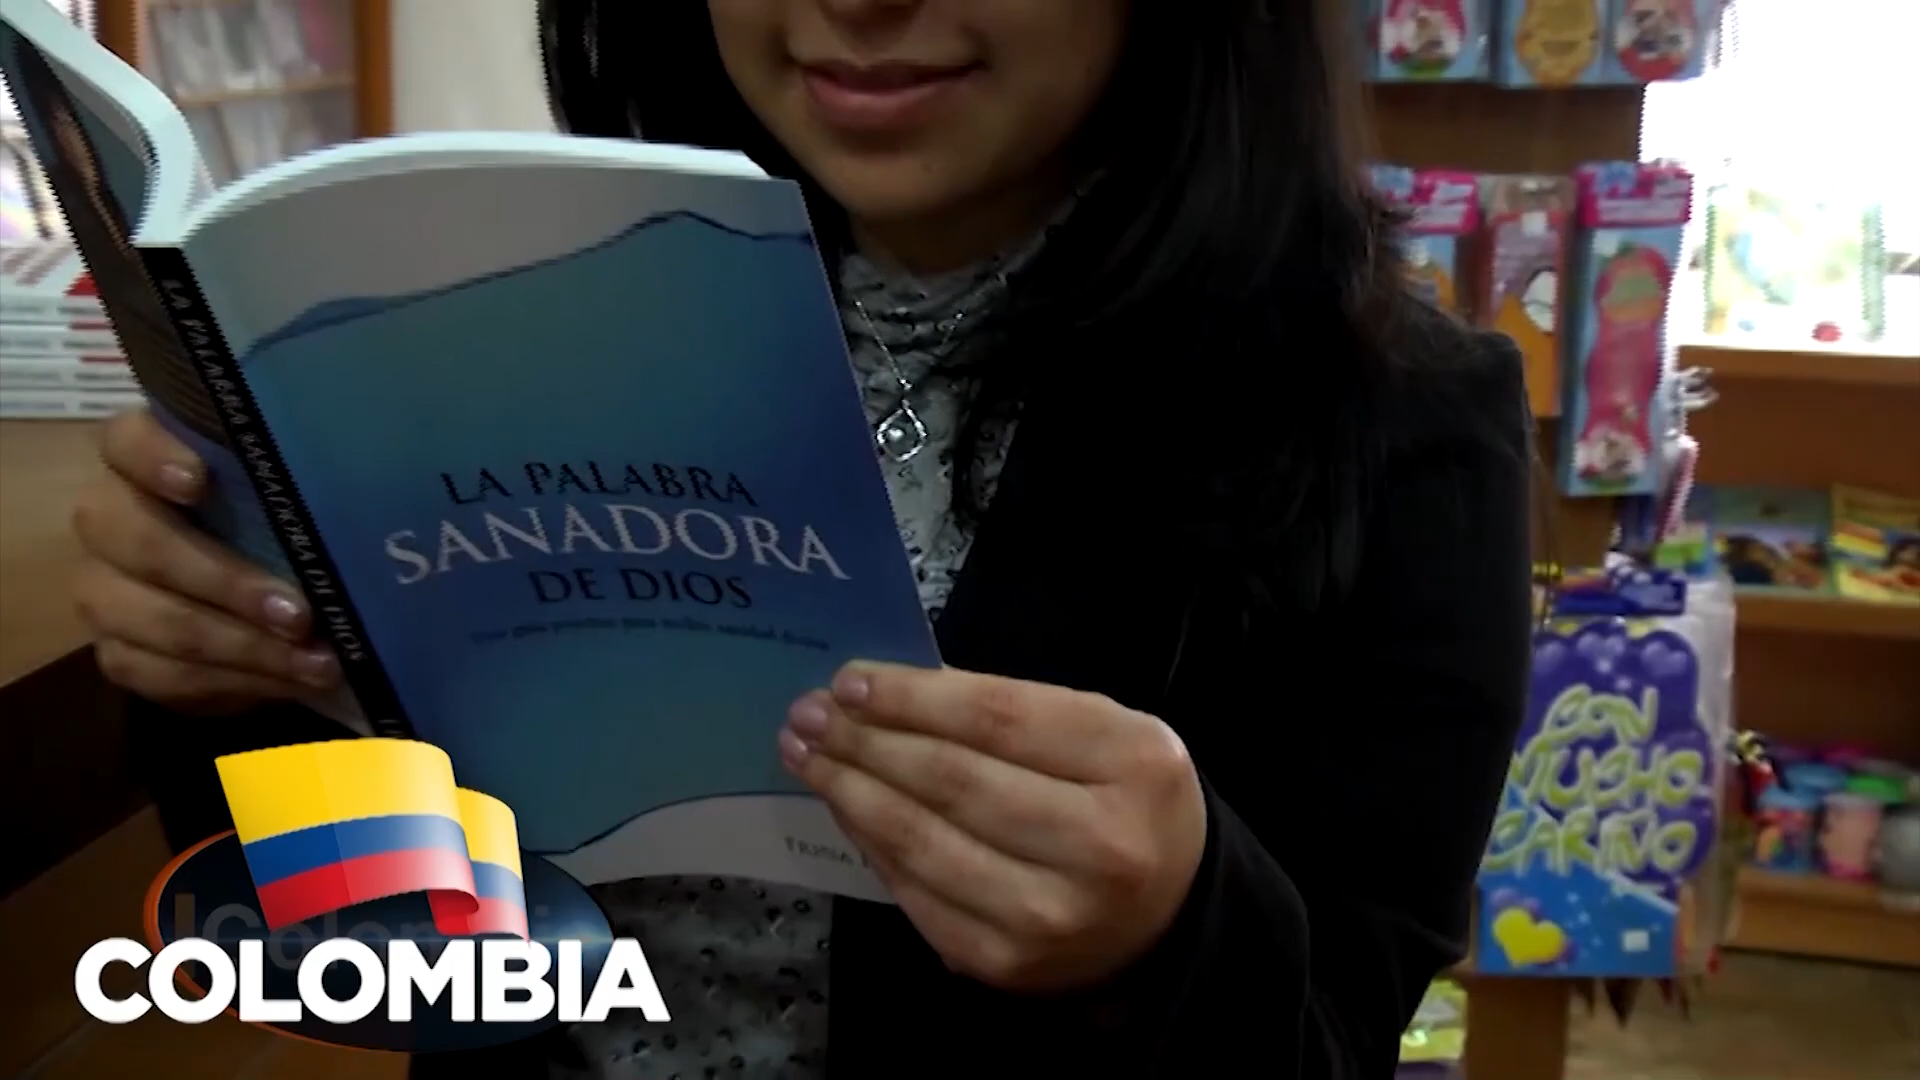 LA PALABRA
SANADORA
DE DIOS
LA PALABRA SANADORA DE DIOS
CON
MUCHO
CARIÑO
COLOMBIA